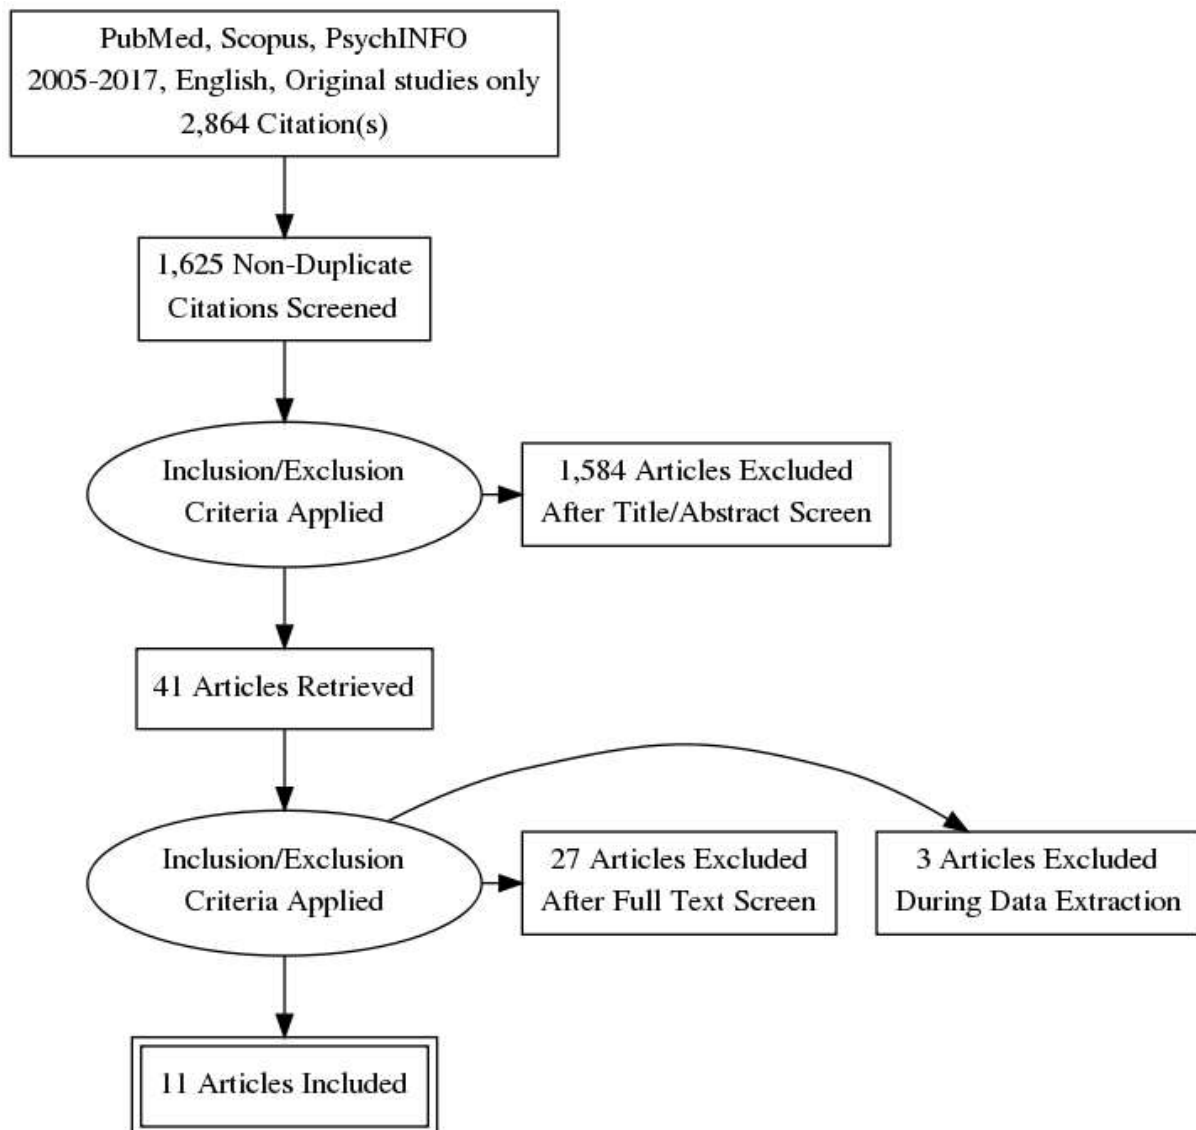 PubMed, Scopus, PsychINFO
2005-2017, English, Original studies only
2,864 Citation(s)
1,625 Non-Duplicate
Citations Screened
Inclusion/Exclusion
Criteria Applied
1,584 Articles Excluded
After Title/Abstract Screen
41 Articles Retrieved
Inclusion/Exclusion
Criteria Applied
27 Articles Excluded
After Full Text Screen
3 Articles Excluded
During Data Extraction
11 Articles Included